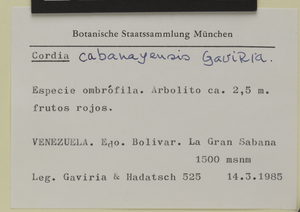 Botanische Staatssammlung München
Cordia cabanayensis Gaviria.
Especie ombrófila. Arbolito ca. 2,5 m.
frutos rojos.
VENEZUELA. Edo. Bolivar. La Gran Sabana
1500 msnm
Leg. Gaviria & Hadatsch 525 14.3.1985